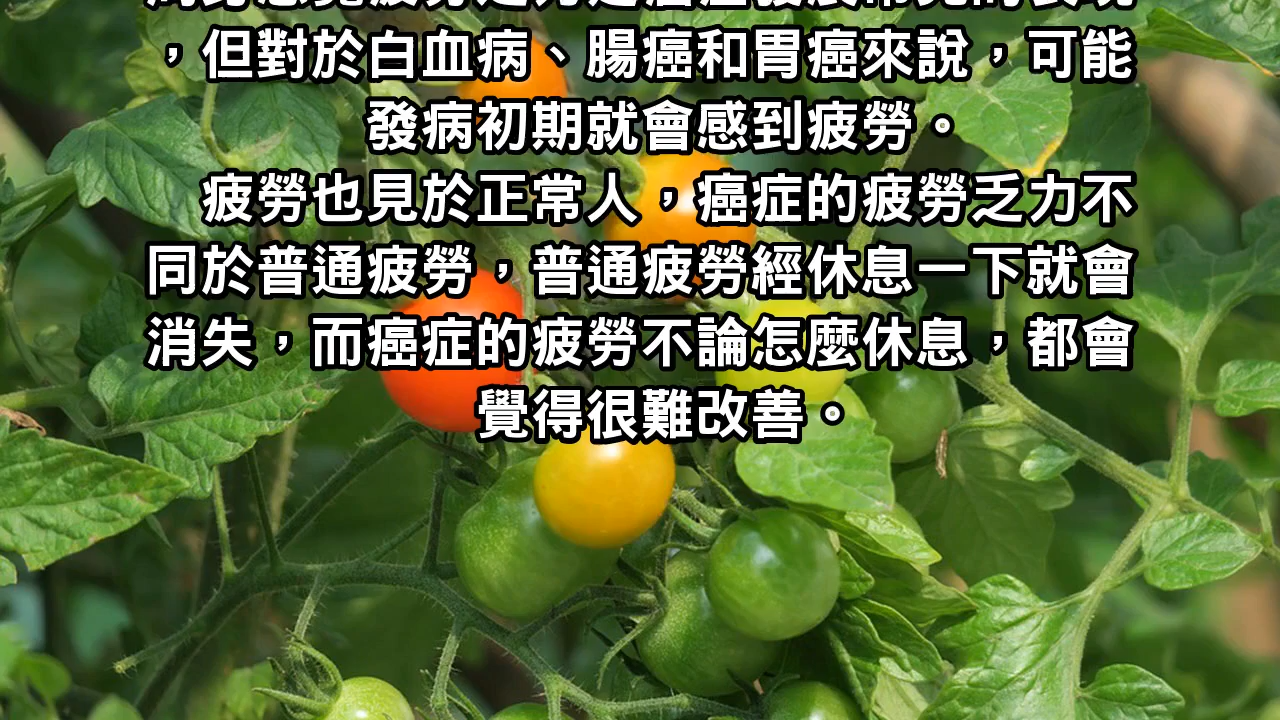 ，但對於白血病、腸癌和胃癌來說，可能
發病初期就會感到疲勞。
疲勞也見於正常人，癌症的疲勞乏力不
同於普通疲勞，普通疲勞經休息一下就會
消失，而癌症的疲勞不論怎麼休息，都會
覺得很難改善。